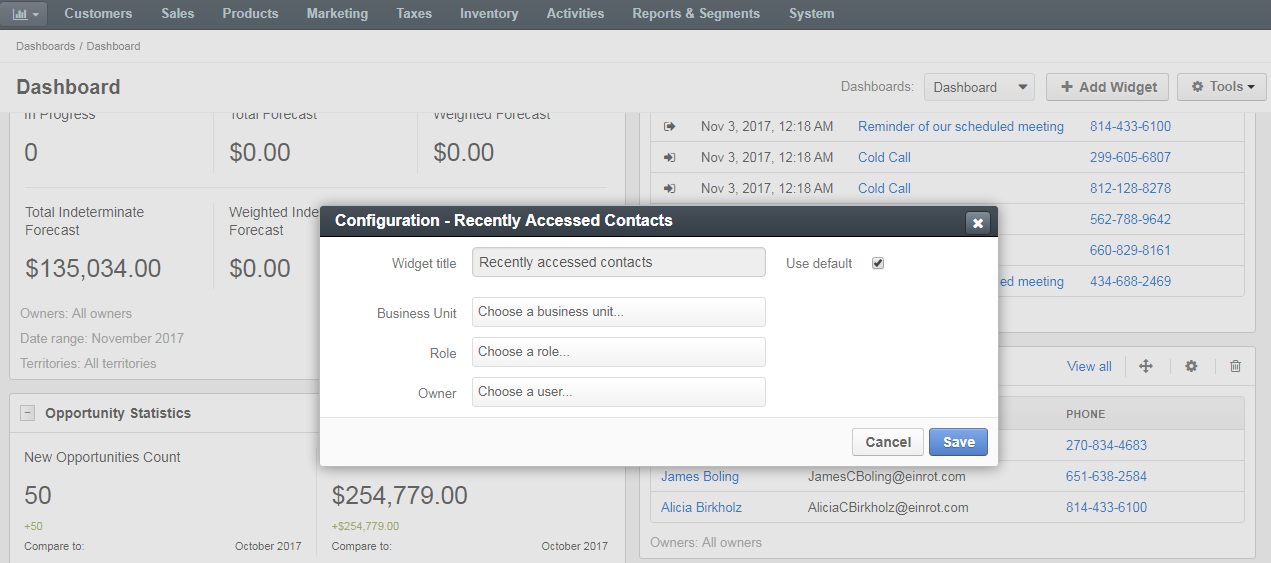 Customers Sales Products Marketing Taxes Inventory Activities Reports & Segments System
Dashboards / Dashboard
Dashboard
Dashboards: Dashboard Add Widget Tools
In Progress Total Forecast Weighted Forecast
0 $0.00 $0.00
Total Indeterminate Forecast
Weighted Inde
Forecast
$135,034.00 $0.00
Owners: All owners
Date range: November 2017
Territories: All territories
Nov 3, 2017, 12:18 AM Reminder of our scheduled meeting 814-433-6100
Nov 3, 2017, 12:18 AM Cold Call 299-605-6807
Nov 3, 2017, 12:18 AM Cold Call 812-128-8278
562-788-9642
660-829-8161
ed meeting 434-688-2469
Configuration - Recently Accessed Contacts
Widget title Recently accessed contacts Use default
Business Unit Choose a business unit...
Role Choose a role...
Owner Choose a user...
Cancel Save
Opportunity Statistics
New Opportunities Count
50 $254,779.00
+50 +$254,779.00
Compare to: October 2017 Compare to: October 2017
View all
PHONE
270-834-4683
James Boling JamesCBoling@einrot.com 651-638-2584
Alicia Birkholz AliciaCBirkholz@einrot.com 814-433-6100
Owners: All owners